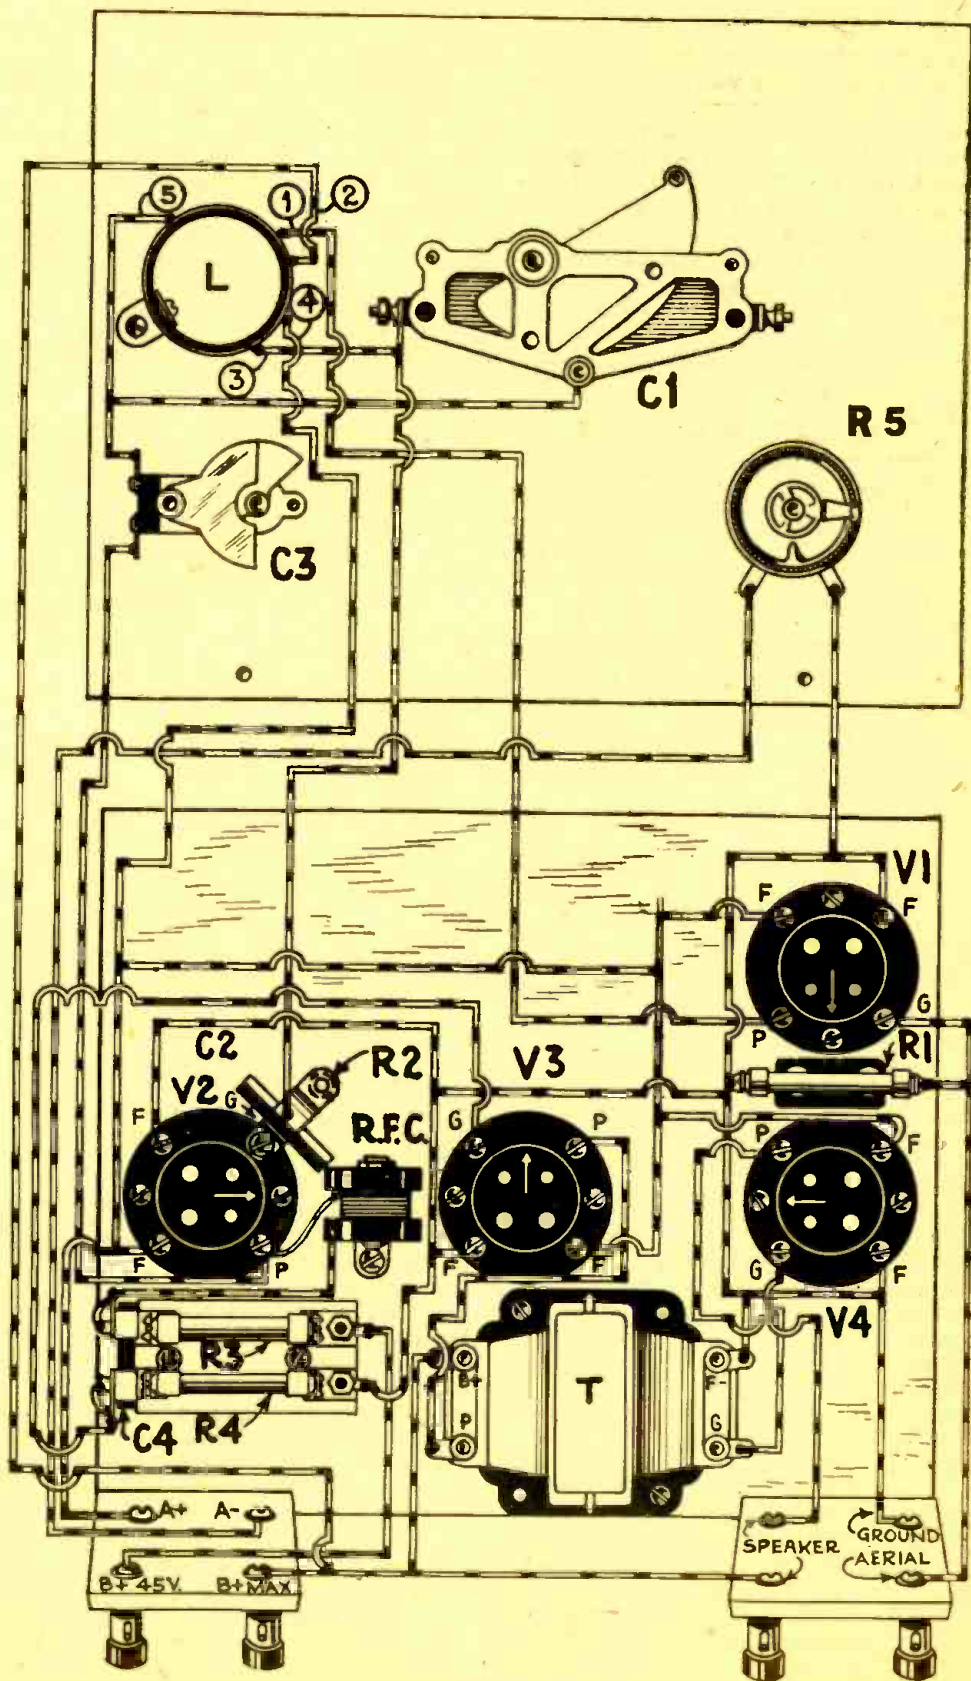 5
1
2
L
4
3
C1
R5
C3
V1
F
F
P
G
R1
C2
R2
V3
V2
G
F
R.F.C.
G
P
P
F
F
P
F
F
G
F
V4
R3
B+
F-
T
P
G
R4
C4
A+
A-
SPEAKER
GROUND
AERIAL
B+ 45V.
B+ MAX